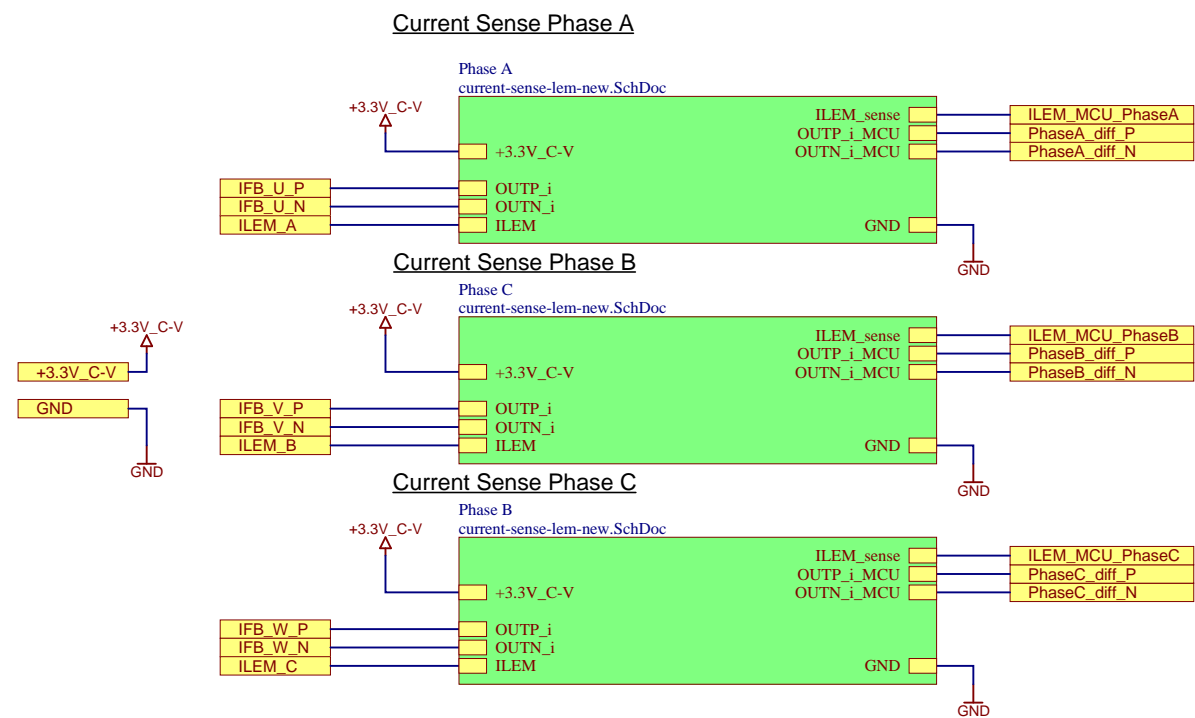 Current Sense Phase A
Phase A
current-sense-lem-new.SchDoc
+3.3V_C-V
ILEM_sense
ILEM_MCU_PhaseA
OUTP_i_MCU
PhaseA_diff_P
+3.3V_C-V
OUTN_i_MCU
PhaseA_diff_N
IFB_U_P
OUTP_i
IFB_U_N
OUTN_i
ILEM_A
ILEM
GND
GND
Current Sense Phase B
Phase C
current-sense-lem-new.SchDoc
+3.3V_C-V
+3.3V_C-V
ILEM_sense
ILEM_MCU_PhaseB
OUTP_i_MCU
PhaseB_diff_P
+3.3V_C-V
+3.3V_C-V
OUTN_i_MCU
PhaseB_diff_N
GND
IFB_V_P
OUTP_i
IFB_V_N
OUTN_i
ILEM_B
ILEM
GND
GND
GND
Current Sense Phase C
Phase B
current-sense-lem-new.SchDoc
+3.3V_C-V
ILEM_sense
ILEM_MCU_PhaseC
OUTP_i_MCU
PhaseC_diff_P
+3.3V_C-V
OUTN_i_MCU
PhaseC_diff_N
IFB_W_P
OUTP_i
IFB_W_N
OUTN_i
ILEM_C
ILEM
GND
GND